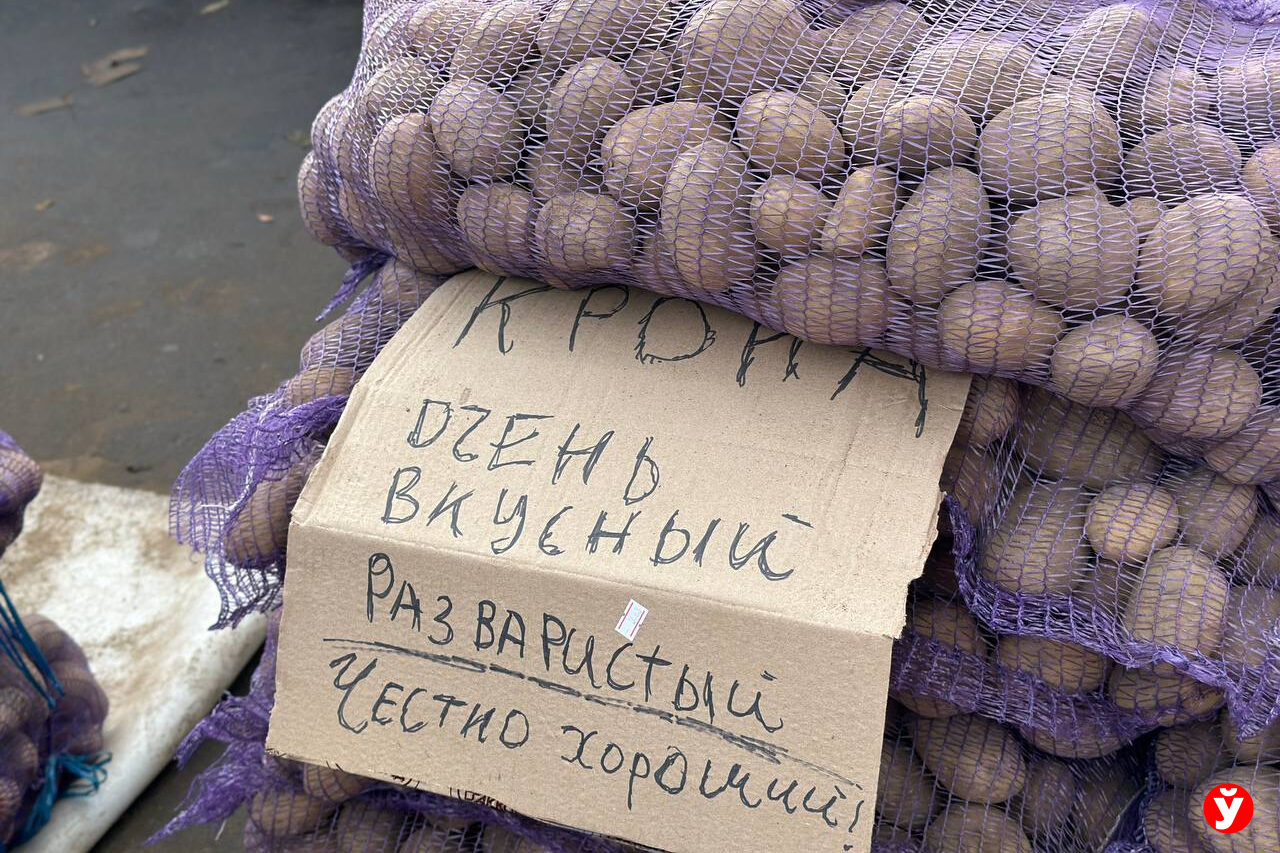 КРОНА
ОЧЕНЬ
ВКУСНЫЙ
РАЗВАРИСТЫЙ
ЧЕСТНО ХОРОШИЙ!
Ў